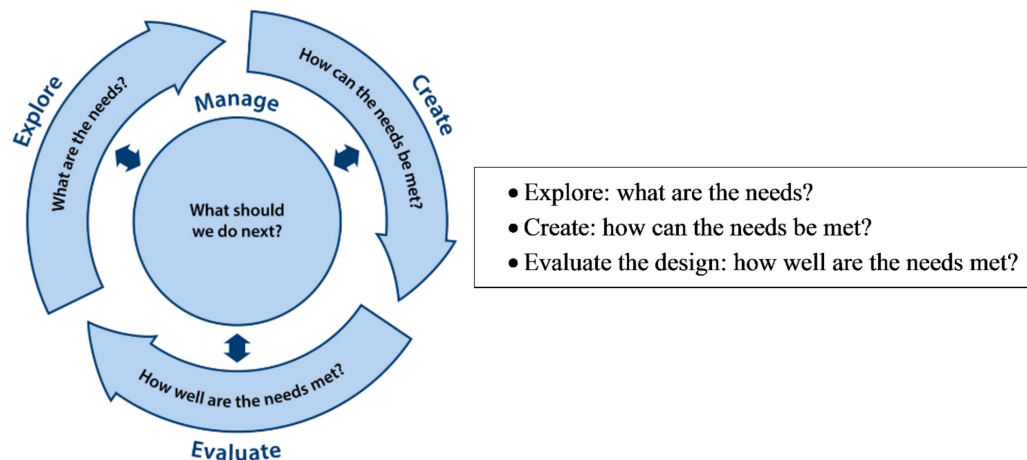 Explore
What are the needs?
Manage
How can the needs be met?
Create
What should
we do next?
How well are the needs met?
Evaluate
• Explore: what are the needs?
• Create: how can the needs be met?
• Evaluate the design: how well are the needs met?